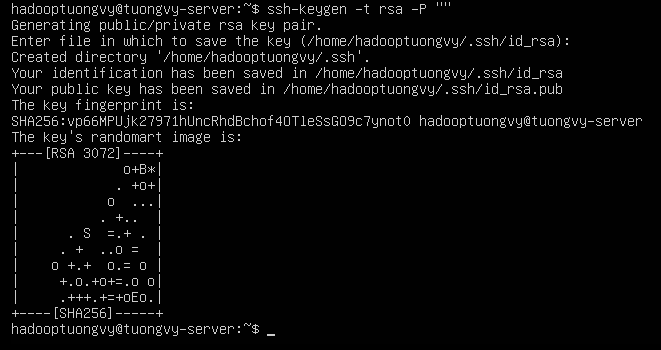 hadooptuongvy@tuongvy-server:~$ ssh-keygen -t rsa -P ""
Generating public/private rsa key pair.
Enter file in which to save the key (/home/hadooptuongvy/.ssh/id_rsa):
Created directory '/home/hadooptuongvy/.ssh'.
Your identification has been saved in /home/hadooptuongvy/.ssh/id_rsa
Your public key has been saved in /home/hadooptuongvy/.ssh/id_rsa.pub
The key fingerprint is:
SHA256:vp66MPUjk27971hUncRhdBchof4OTleSsGO9c7ynot0 hadooptuongvy@tuongvy-server
The key's randomart image is:
+---[RSA 3072]----+
|             o+B*|
|            . +o+|
|           o  ...|
|          . +..  |
|      . S  =.+ . |
|     . +  ..o =  |
|    o +.+  o.= o |
|     +.o.+o+=.o o|
|     .+++.+=+oEo.|
+----[SHA256]-----+
hadooptuongvy@tuongvy-server:~$ _